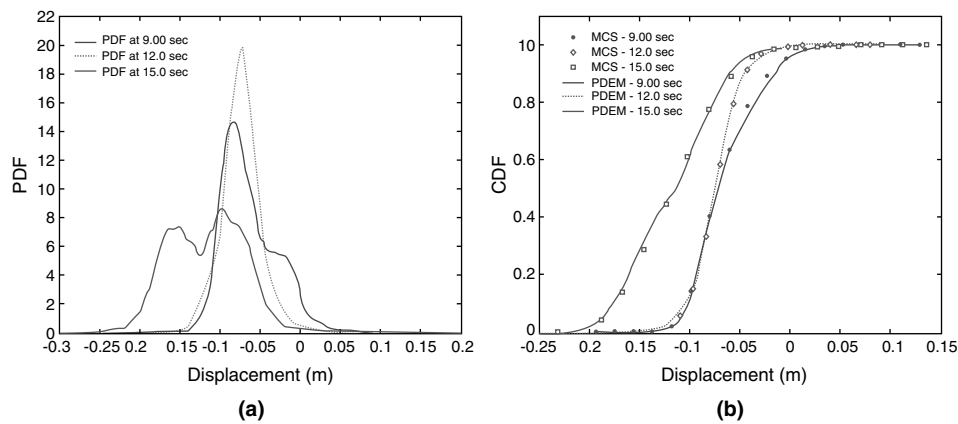 22
20
18
16
14
12
10
8
6
4
2
0
PDF
PDF at 9.00 sec
PDF at 12.0 sec
PDF at 15.0 sec
-0.3 -0.25 0.15 -0.1 -0.05 0 0.05 -0.1 -0.05 0.1 0.2
Displacement (m)
(a)
10
0.8
0.6
0.4
0.2
0
CDF
MCS - 9.00 sec
MCS - 12.0 sec
MCS - 15.0 sec
PDEM - 9.00 sec
PDEM - 12.0 sec
PDEM - 15.0 sec
-0.25 0.2 0.15 -0.1 -0.05 0 0.05 0.1 0.15
Displacement (m)
(b)